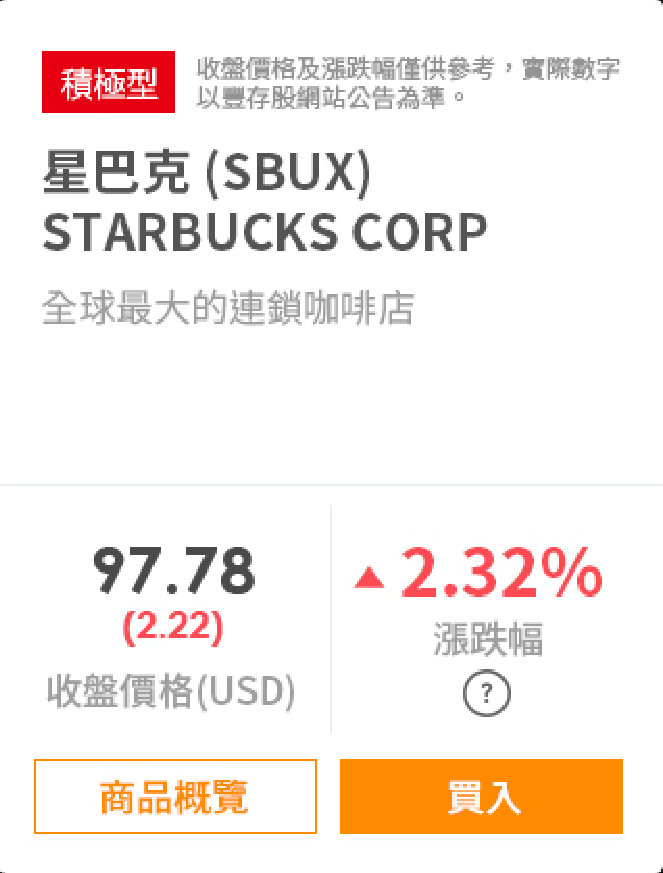 積極型
收盤價格及漲跌幅僅供參考，實際數字
以豐存股網站公告為準。
星巴克 (SBUX)
STARBUCKS CORP
全球最大的連鎖咖啡店
97.78
(2.22)
收盤價格(USD)
▲ 2.32%
漲跌幅
?
商品概覽
買入